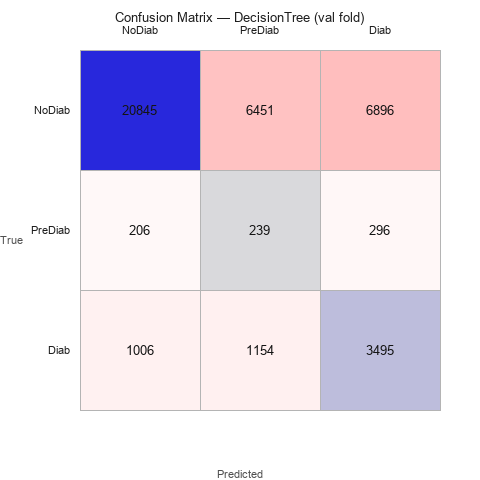 Confusion Matrix — DecisionTree (val fold)
NoDiab PreDiab Diab
NoDiab 20845 6451 6896
PreDiab 206 239 296
True
Diab 1006 1154 3495
Predicted